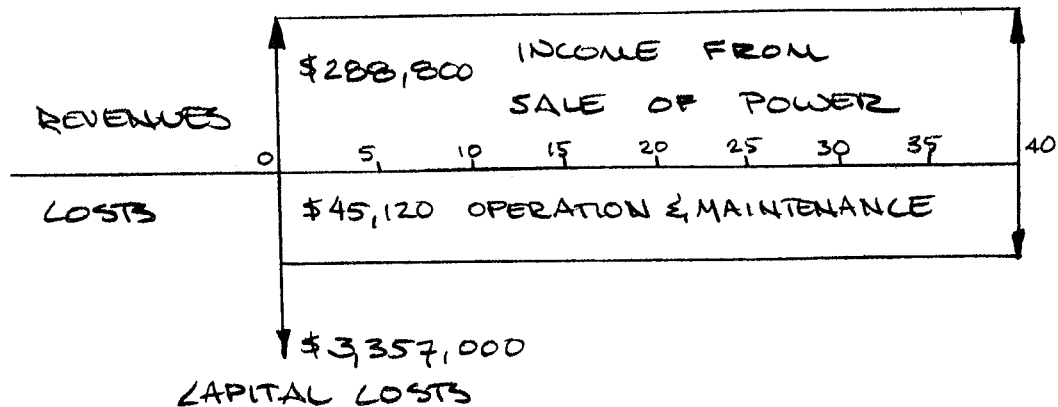 $288,800 INCOME FROM
SALE OF POWER
REVENUES
0 5 10 15 20 25 30 35 40
COSTS $45,120 OPERATION & MAINTENANCE
$3,357,000
CAPITAL COSTS